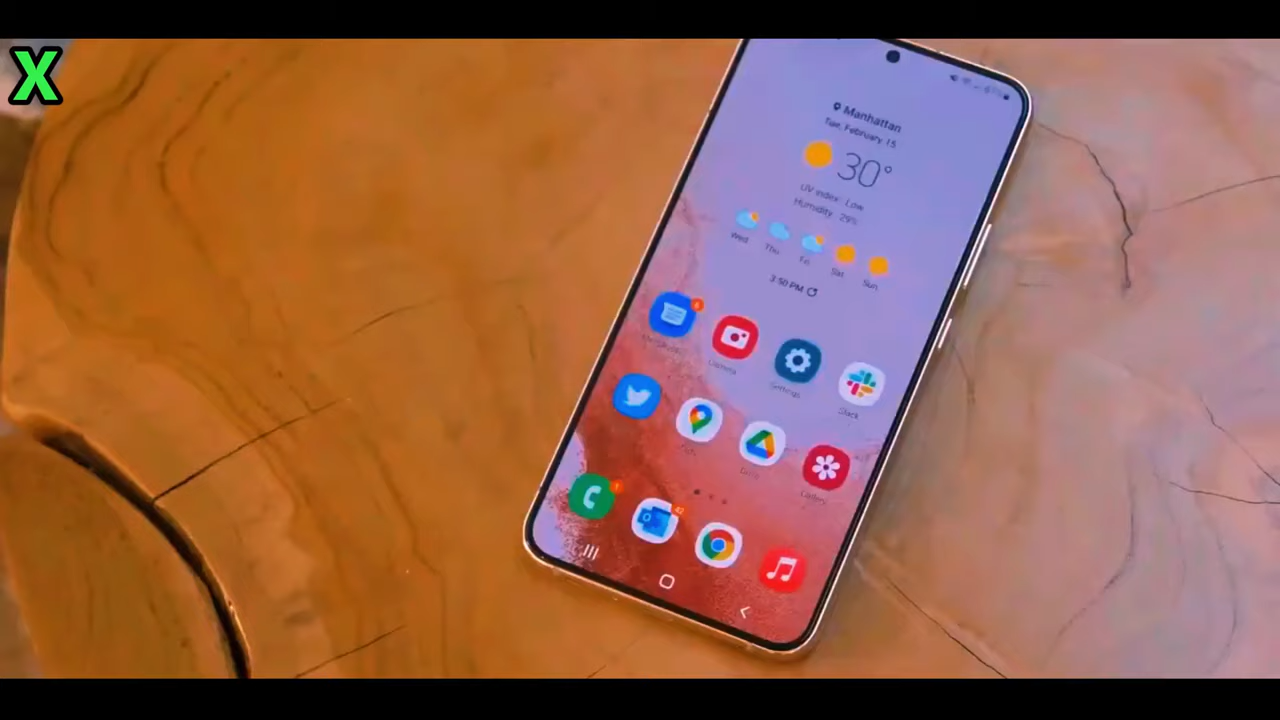 X
Manhattan
Tue, February 15
30°
UV index: Low
Humidity: 29%
Wed Thu Fri Sat Sun
3:50 PM
Camera Settings Slack
Gallery